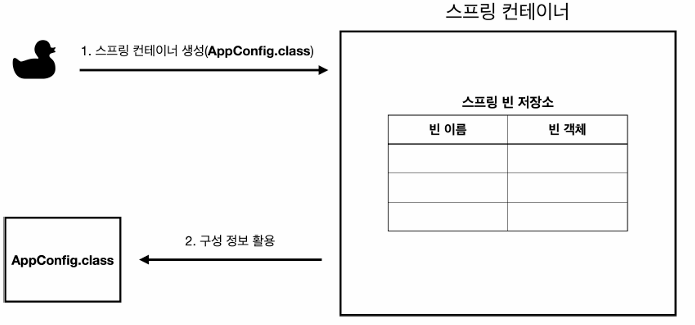 스프링 컨테이너
1. 스프링 컨테이너 생성(AppConfig.class)
스프링 빈 저장소
빈 이름 빈 객체
2. 구성 정보 활용
AppConfig.class